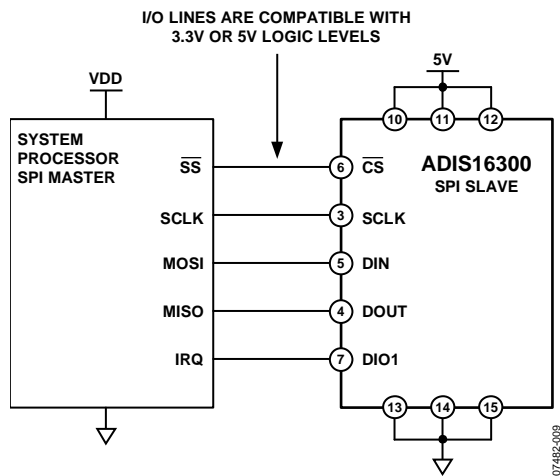 I/O LINES ARE COMPATIBLE WITH
3.3V OR 5V LOGIC LEVELS
VDD
5V
10 11 12
SYSTEM
PROCESSOR
SPI MASTER
ADIS16300
SPI SLAVE
SS 6 CS
SCLK 3 SCLK
MOSI 5 DIN
MISO 4 DOUT
IRQ 7 DIO1
13 14 15
07482-009